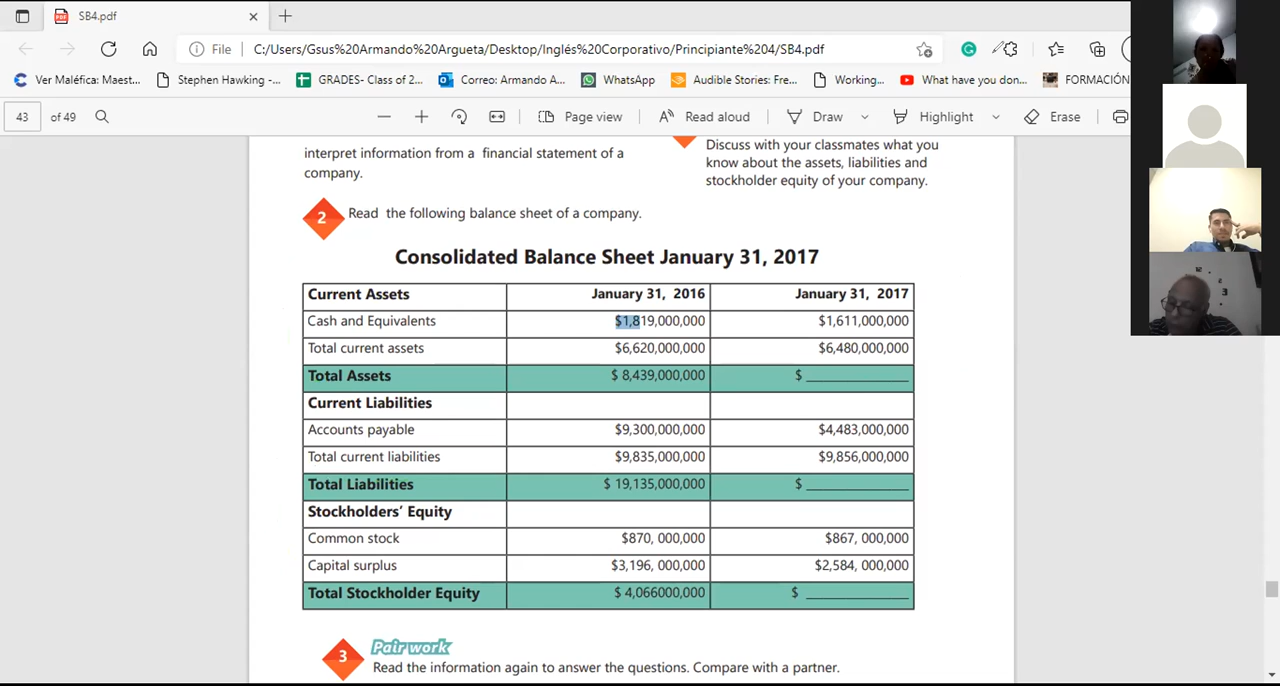 SB4.pdf
File C:/Users/Gsus%20Armando%20Argueta/Desktop/Inglés%20Corporativo/Principiante%204/SB4.pdf
Ver Maléfica: Maest... Stephen Hawking -... GRADES- Class of 2... Correo: Armando A... WhatsApp Audible Stories: Fre... Working... What have you don... FORMACIÓN
43 of 49 Page view Read aloud Draw Highlight Erase
interpret information from a financial statement of a
company.
Discuss with your classmates what you
know about the assets, liabilities and
stockholder equity of your company.
2 Read the following balance sheet of a company.
Consolidated Balance Sheet January 31, 2017
Current Assets January 31, 2016 January 31, 2017
Cash and Equivalents $1,819,000,000 $1,611,000,000
Total current assets $6,620,000,000 $6,480,000,000
Total Assets $ 8,439,000,000 $ ______________
Current Liabilities
Accounts payable $9,300,000,000 $4,483,000,000
Total current liabilities $9,835,000,000 $9,856,000,000
Total Liabilities $ 19,135,000,000 $ ______________
Stockholders’ Equity
Common stock $870, 000,000 $867, 000,000
Capital surplus $3,196, 000,000 $2,584, 000,000
Total Stockholder Equity $ 4,066000,000 $ ______________
3 Pair work
Read the information again to answer the questions. Compare with a partner.